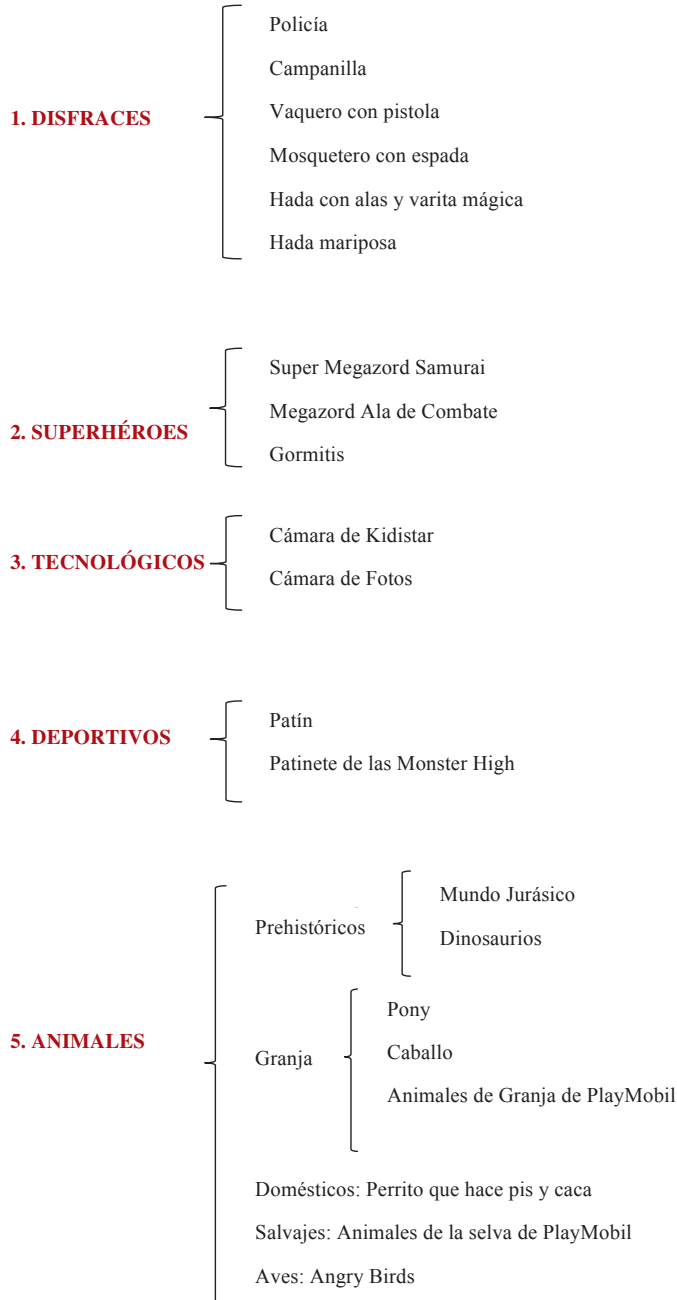 1. DISFRACES
Policía
Campanilla
Vaquero con pistola
Mosquetero con espada
Hada con alas y varita mágica
Hada mariposa
2. SUPERHÉROES
Super Megazord Samurai
Megazord Ala de Combate
Gormitis
3. TECNOLÓGICOS
Cámara de Kidistar
Cámara de Fotos
4. DEPORTIVOS
Patín
Patinete de las Monster High
5. ANIMALES
Prehistóricos
Mundo Jurásico
Dinosaurios
Granja
Pony
Caballo
Animales de Granja de PlayMobil
Domésticos: Perrito que hace pis y caca
Salvajes: Animales de la selva de PlayMobil
Aves: Angry Birds